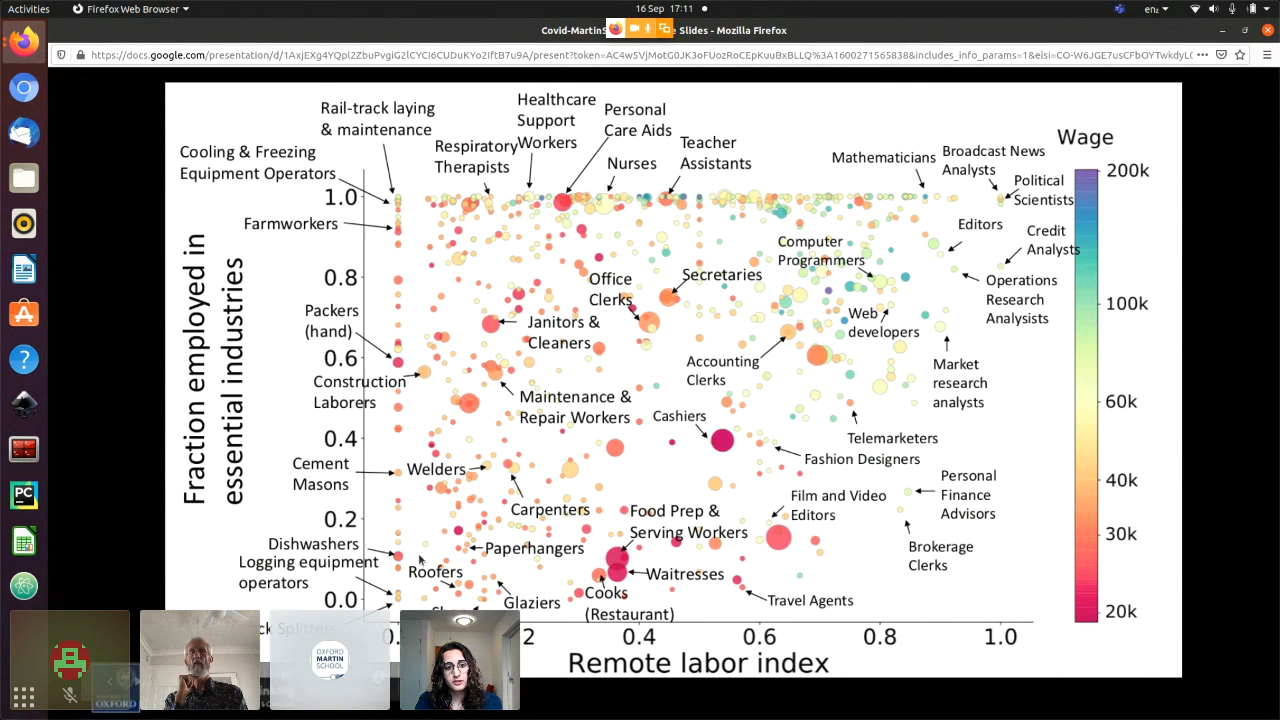 Activities
Firefox Web Browser
16 Sep 17:11
en₂
Covid-MartinS
e Slides - Mozilla Firefox
https://docs.google.com/presentation/d/1AxjEXg4YQpl2ZbuPvgiG2lCYCI6CUDuKYo2IftB7u9A/present?token=AC4w5VjMotG0JK3oFUozRoCEpKuuBxBLLQ%3A1600271565838&includes_info_params=1&eisi=CO-W6JGE7usCFbOYTwkdyL
Healthcare
Support
Workers
Personal
Care Aids
Rail-track laying
& maintenance
Respiratory
Therapists
Nurses
Teacher
Assistants
Cooling & Freezing
Equipment Operators
Mathematicians
Broadcast News
Analysts
Political
Scientists
Wage
200k
100k
60k
40k
30k
20k
Farmworkers
Editors
Credit
Analysts
Computer
Programmers
Operations
Research
Analysists
Office
Clerks
Secretaries
Packers
(hand)
Janitors &
Cleaners
Web
developers
Accounting
Clerks
Market
research
analysts
Construction
Laborers
Maintenance &
Repair Workers
Cashiers
Telemarketers
Fashion Designers
Cement
Masons
Welders
Carpenters
Personal
Finance
Advisors
Film and Video
Editors
Food Prep &
Serving Workers
Brokerage
Clerks
Dishwashers
Logging equipment
operators
Paperhangers
Roofers
Waitresses
Glaziers
Cooks
(Restaurant)
Travel Agents
Fraction employed in
essential industries
1.0
0.8
0.6
0.4
0.2
0.0
0.
2
0.4
0.6
0.8
1.0
Remote labor index
OXFORD
MARTIN
SCHOOL
OXFORD